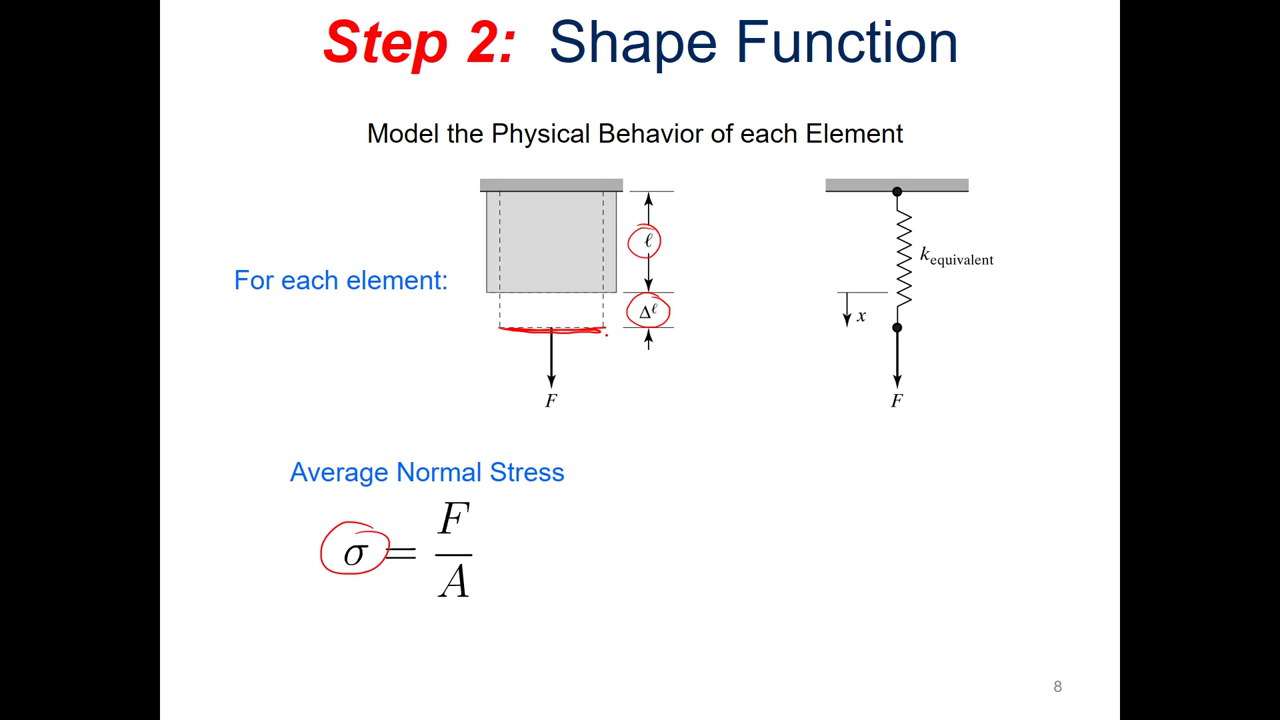 Step 2: Shape Function
Model the Physical Behavior of each Element
For each element:
ℓ
Δℓ
F
k equivalent
x
F
Average Normal Stress
σ = F / A
8